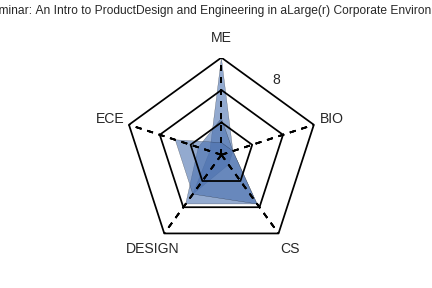 minar: An Intro to ProductDesign and Engineering in aLarge(r) Corporate Environ
ME
8
ECE
BIO
DESIGN
CS